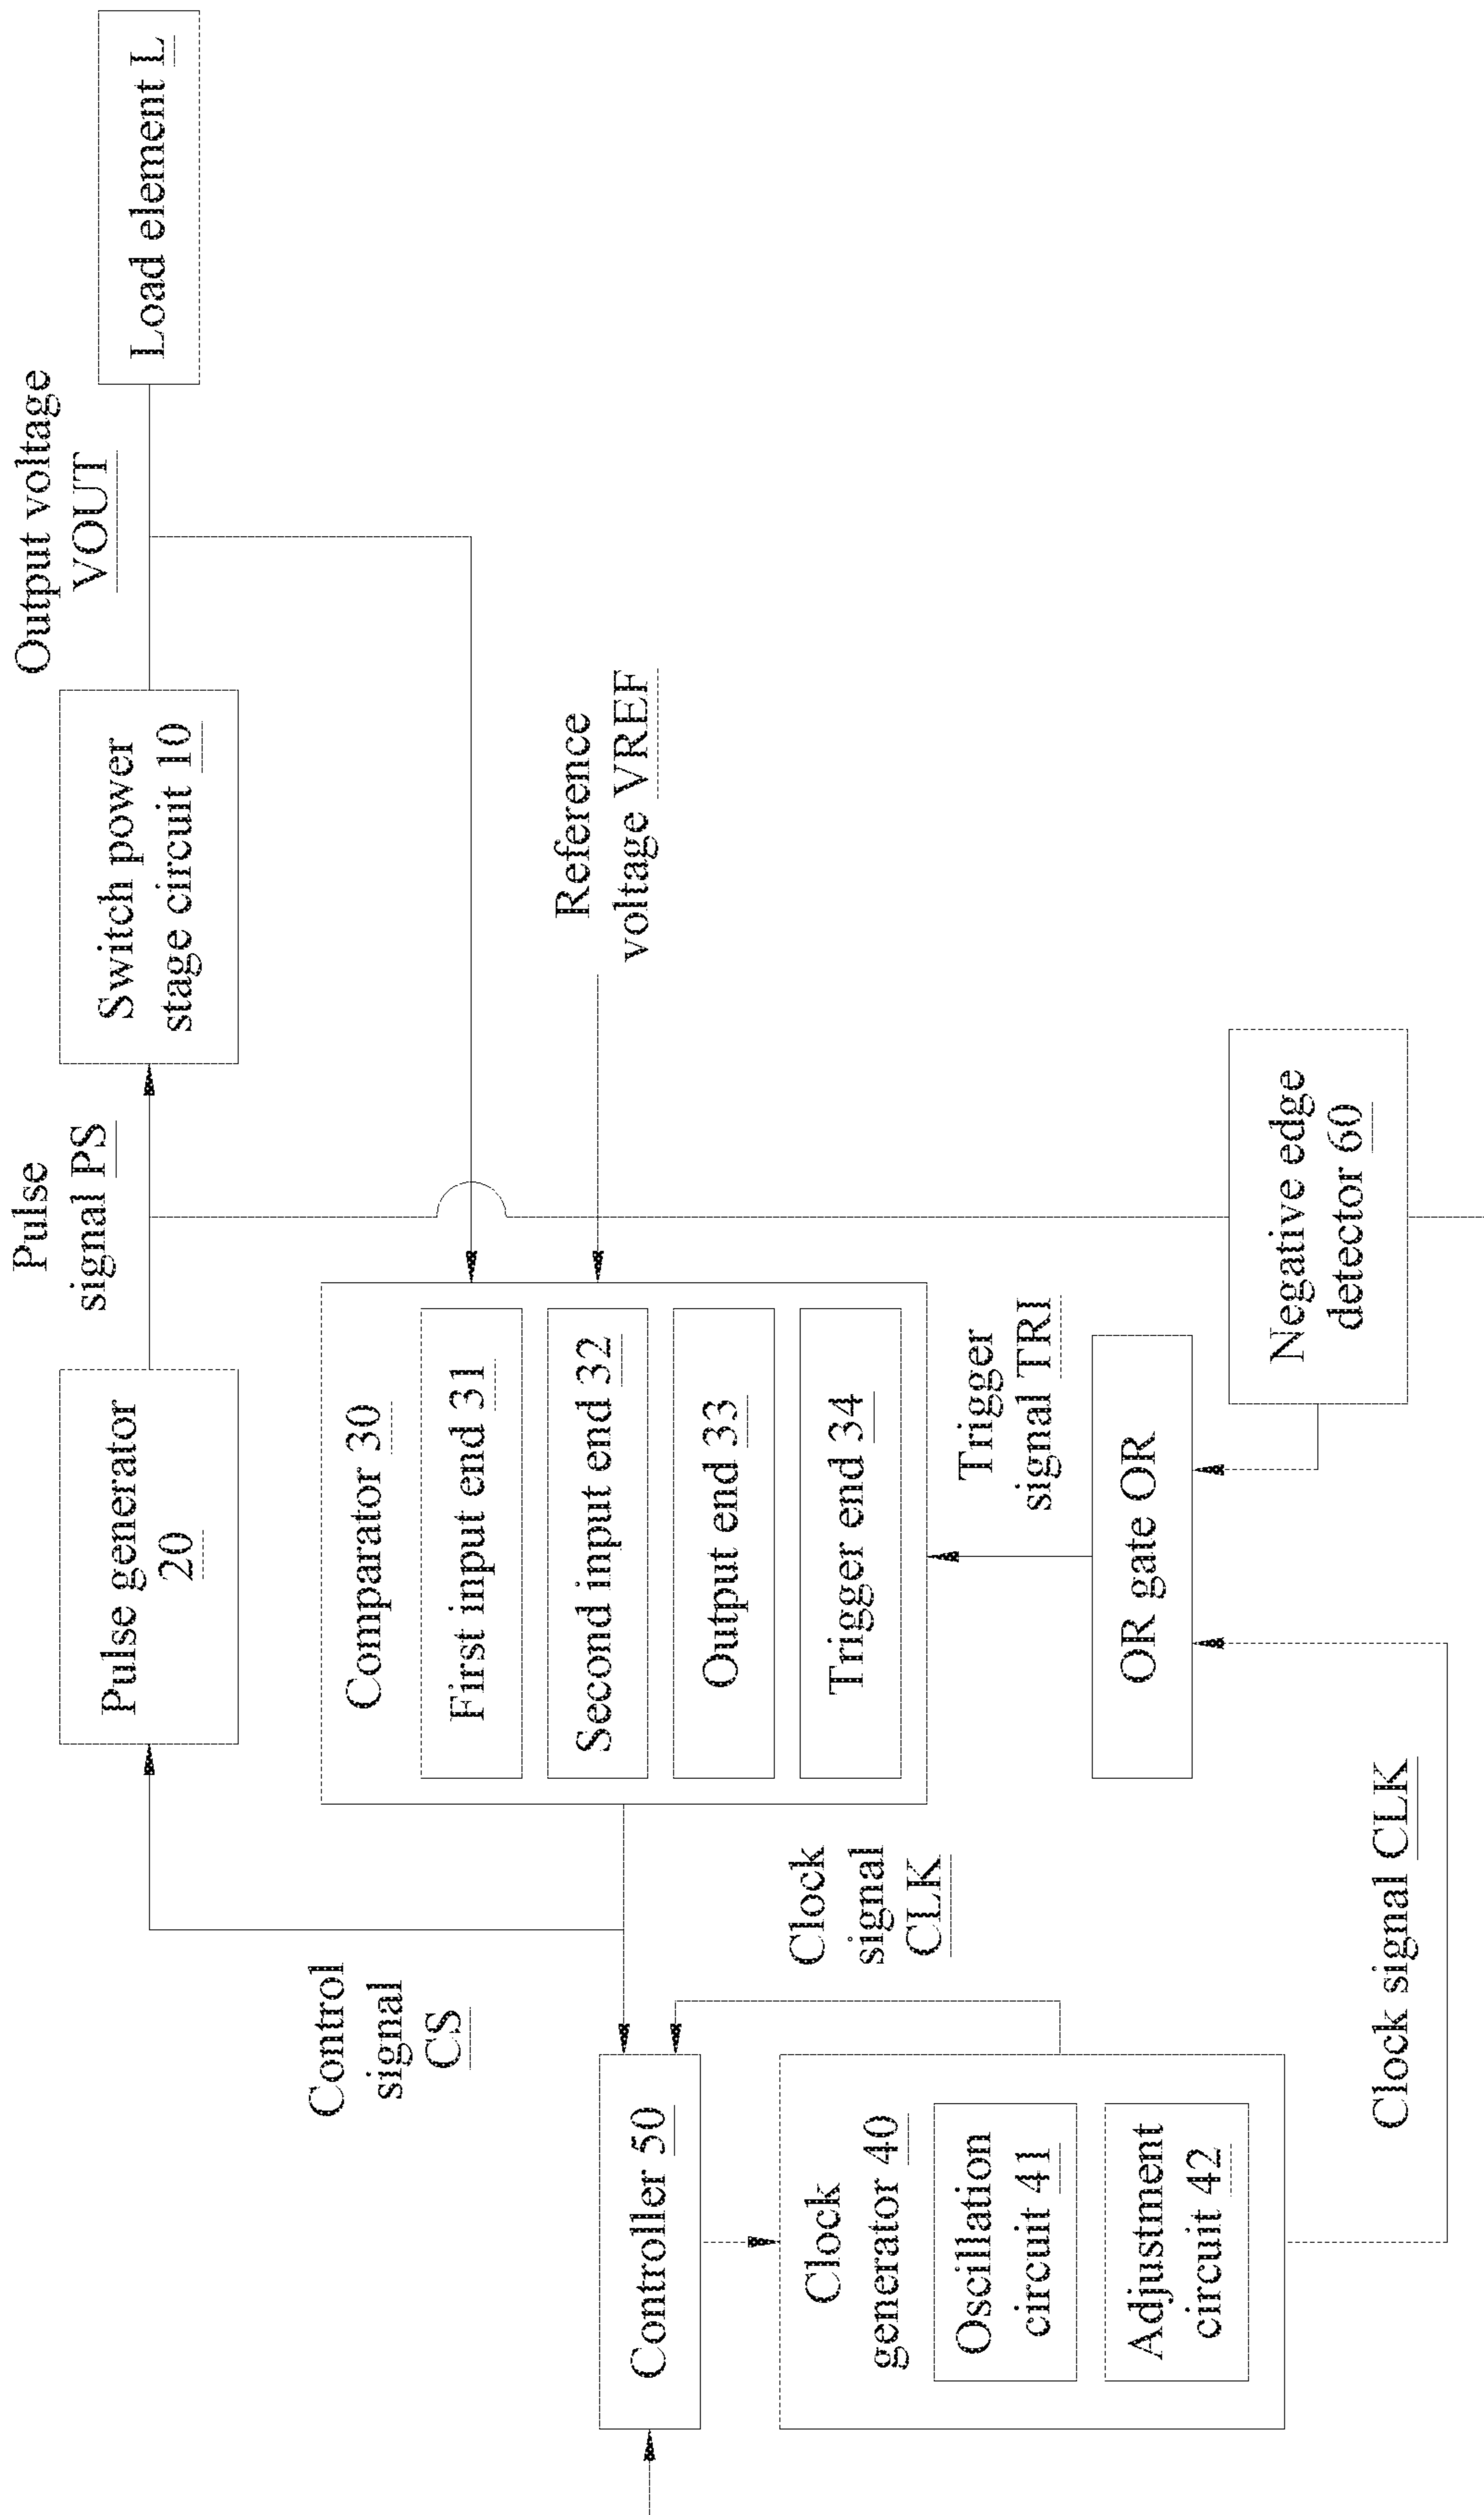 Pulse generator
20
Pulse
signal PS
Switch power
stage circuit 10
Output voltage
VOUT
Load element L
Control
signal
CS
Comparator 30
First input end 31
Second input end 32
Output end 33
Trigger end 34
Reference
voltage VREF
Controller 50
Clock
signal
CLK
Clock
generator 40
Oscillation
circuit 41
Adjustment
circuit 42
Trigger
signal TRI
OR gate OR
Negative edge
detector 60
Clock signal CLK